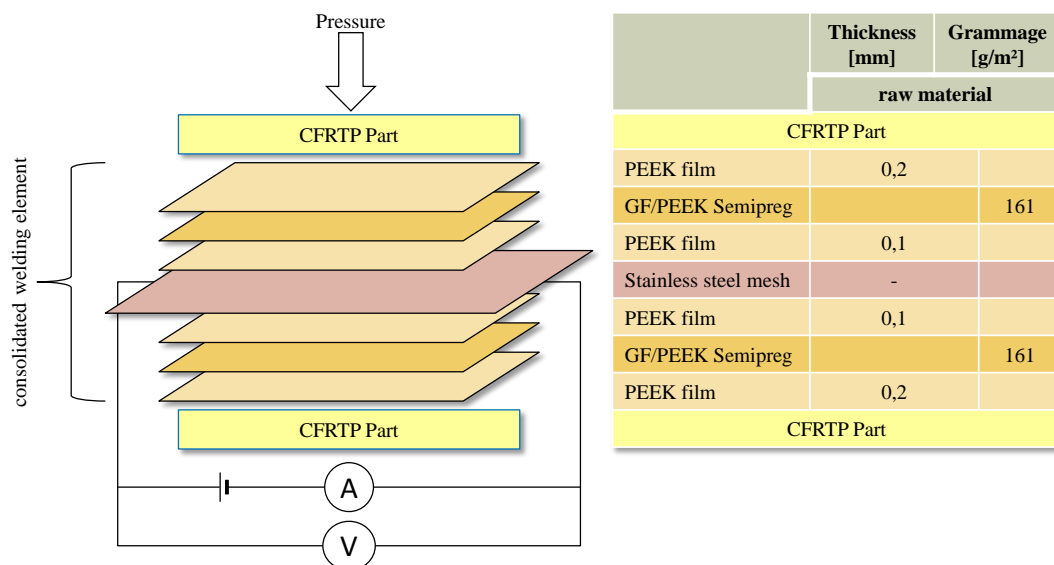 Pressure
CFRTP Part
consolidated welding element
CFRTP Part
A
V
Thickness Grammage
[mm] [g/m²]
raw material
CFRTP Part
PEEK film 0,2
GF/PEEK Semipreg 161
PEEK film 0,1
Stainless steel mesh -
PEEK film 0,1
GF/PEEK Semipreg 161
PEEK film 0,2
CFRTP Part